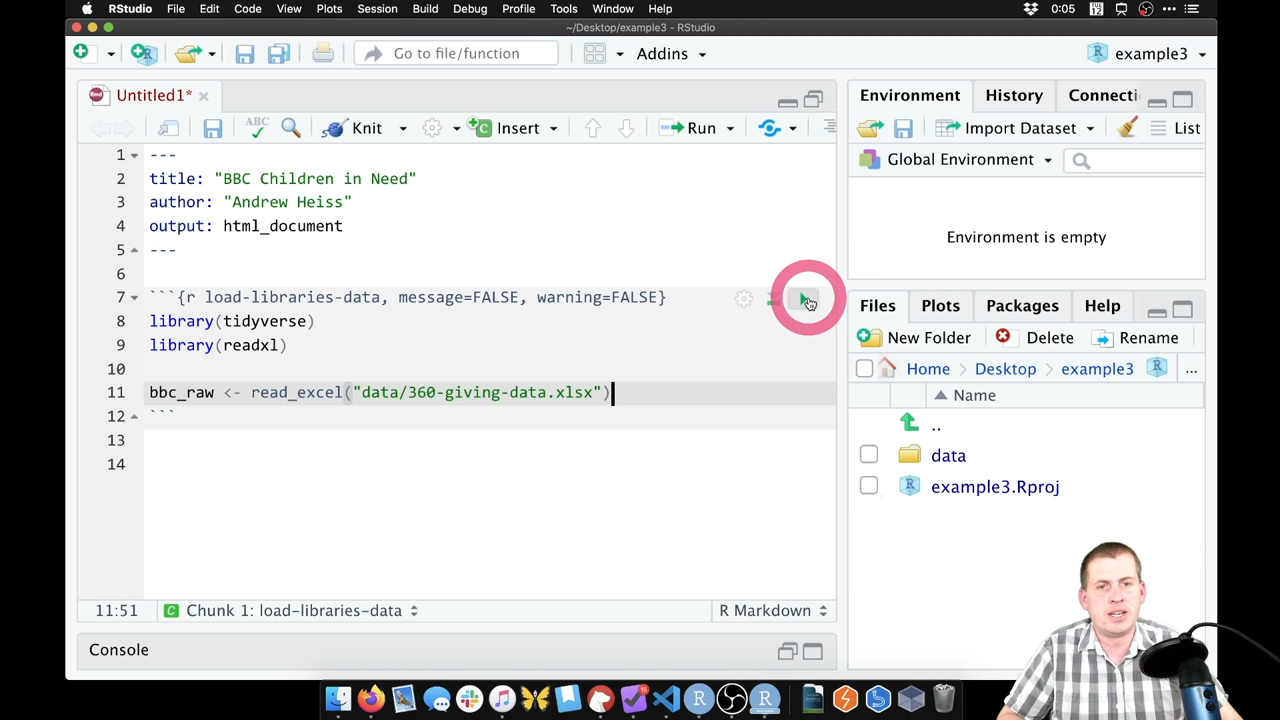 RStudio File Edit Code View Plots Session Build Debug Profile Tools Window Help 0:05
~/Desktop/example3 - RStudio
Go to file/function Addins example3
Untitled1*
ABC Knit Insert Run
1 ---
2 title: "BBC Children in Need"
3 author: "Andrew Heiss"
4 output: html_document
5 ---
6
7 ```{r load-libraries-data, message=FALSE, warning=FALSE}
8 library(tidyverse)
9 library(readxl)
10
11 bbc_raw <- read_excel("data/360-giving-data.xlsx")
12 ```
13
14
11:51 Chunk 1: load-libraries-data R Markdown
Console
Environment History Connecti
Import Dataset List
Global Environment
Environment is empty
Files Plots Packages Help
New Folder Delete Rename
Home Desktop example3 ...
Name
..
data
example3.Rproj